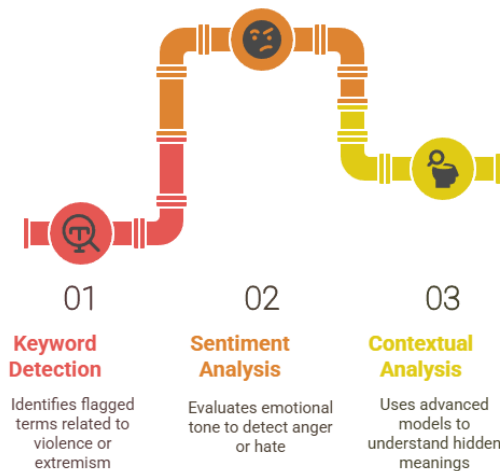 01
Keyword
Detection
Identifies flagged
terms related to
violence or
extremism
02
Sentiment
Analysis
Evaluates emotional
tone to detect anger
or hate
03
Contextual
Analysis
Uses advanced
models to
understand hidden
meanings